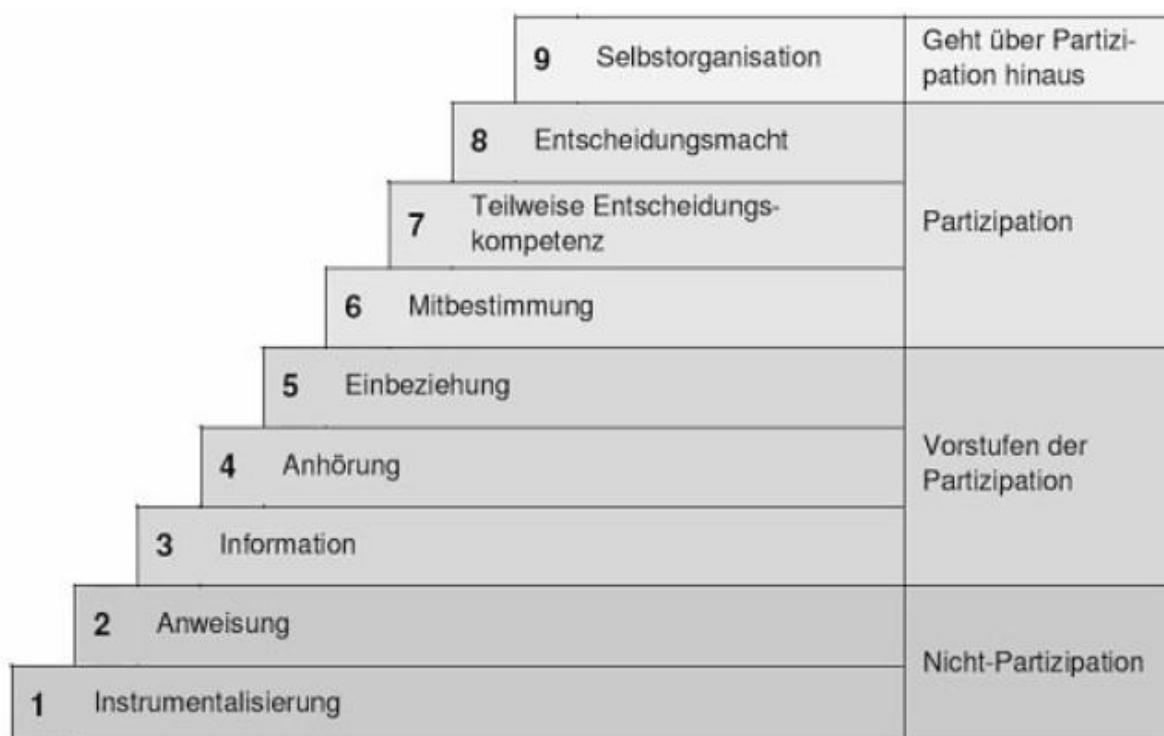 9 Selbstorganisation
Geht über Partizi-
pation hinaus
8 Entscheidungsmacht
7 Teilweise Entscheidungs-
kompetenz
Partizipation
6 Mitbestimmung
5 Einbeziehung
4 Anhörung
Vorstufen der
Partizipation
3 Information
2 Anweisung
Nicht-Partizipation
1 Instrumentalisierung